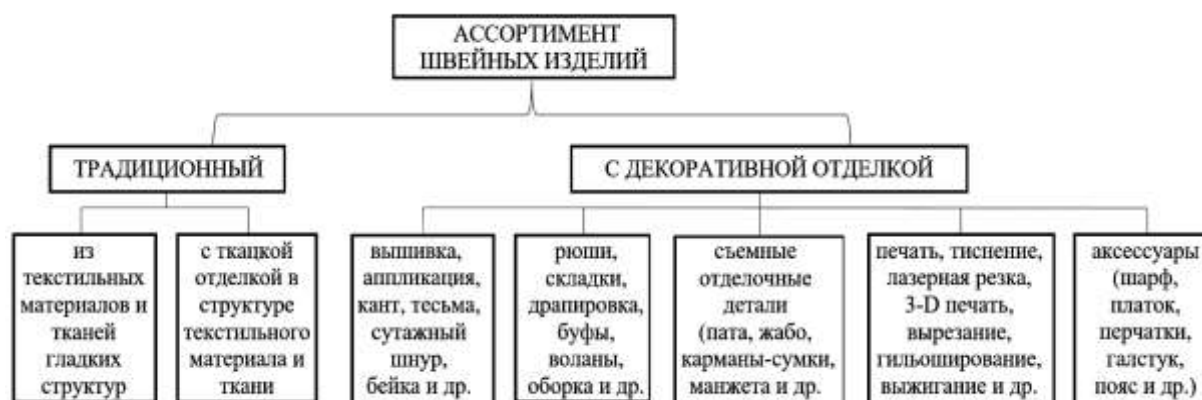 АССОРТИМЕНТ
ШВЕЙНЫХ ИЗДЕЛИЙ
ТРАДИЦИОННЫЙ
С ДЕКОРАТИВНОЙ ОТДЕЛКОЙ
из
текстильных
материалов и
тканей
гладких
структур
с ткацкой
отделкой в
структуре
текстильного
материала и
ткани
вышивка,
аппликация,
кант, тесьма,
сутажный
шнур,
бейка и др.
рюши,
складки,
драпировка,
буфы,
воланы,
оборка и др.
съемные
отделочные
детали
(пата, жабо,
карманы-сумки,
манжета и др.
печать, тиснение,
лазерная резка,
3-D печать,
вырезание,
гильоширование,
выжигание и др.
аксессуары
(шарф,
платок,
перчатки,
галстук,
пояс и др.)